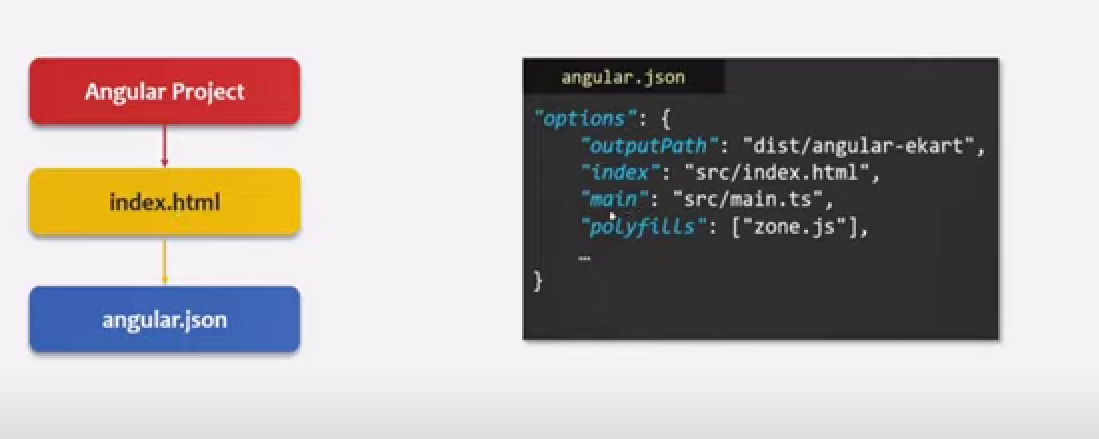 Angular Project
index.html
angular.json
angular.json
"options": {
"outputPath": "dist/angular-ekart",
"index": "src/index.html",
"main": "src/main.ts",
"polyfills": ["zone.js"],
…
}